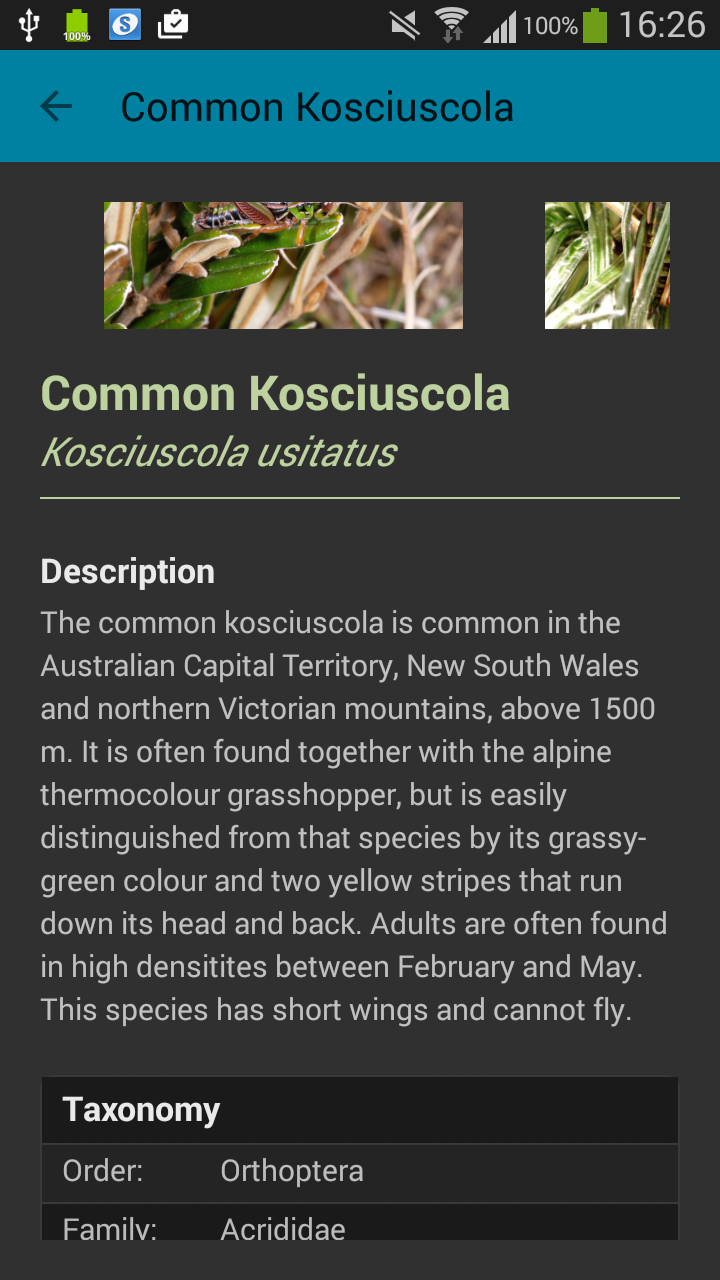 100%
100%
16:26
Common Kosciuscola
Common Kosciuscola
Kosciuscola usitatus
Description
The common kosciuscola is common in the
Australian Capital Territory, New South Wales
and northern Victorian mountains, above 1500
m. It is often found together with the alpine
thermocolour grasshopper, but is easily
distinguished from that species by its grassy-
green colour and two yellow stripes that run
down its head and back. Adults are often found
in high densitites between February and May.
This species has short wings and cannot fly.
Taxonomy
Order: Orthoptera
Family: Acrididae